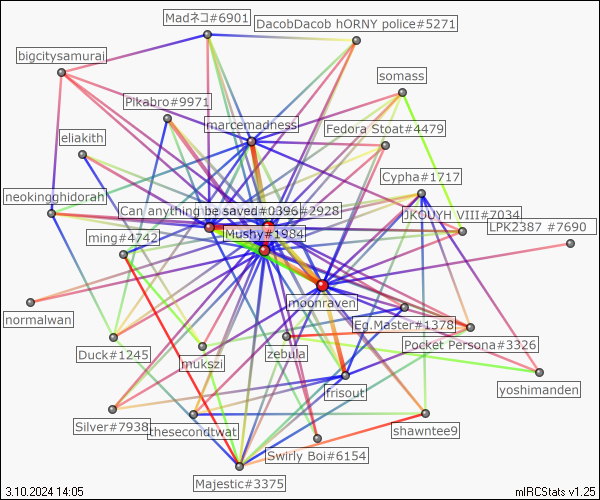 Madネコ#6901
DacobDacob hORNY police#5271
bigcitysamurai
somass
Pikabro#9971
marcemadness
Fedora Stoat#4479
eliakith
Cypha#1717
neokingghidorah
Can anything be saved
#2928
JKOUYH VIII#7034
LPK2387 #7690
Mushy#1984
ming#4742
moonraven
normalwan
Eg.Master#1378
Pocket Persona#3326
Duck#1245
mukszi
zebula
frisout
yoshimanden
Silver#7938
thesecondtwat
shawntee9
Swirly Boi#6154
Majestic#3375
3.10.2024 14:05
mIRCStats v1.25